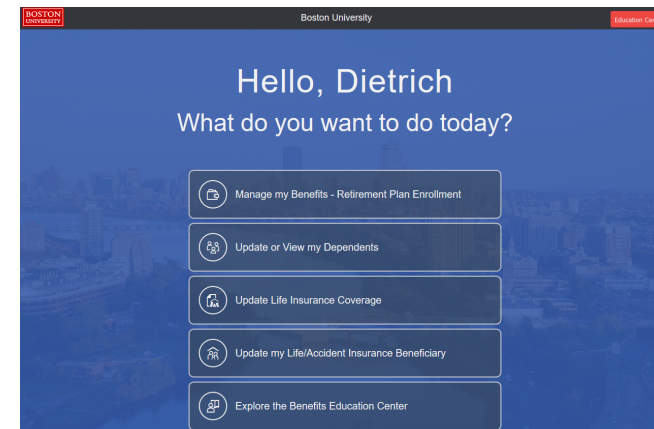 BOSTON
UNIVERSITY
Boston University
Education Cen
Hello, Dietrich
What do you want to do today?
Manage my Benefits - Retirement Plan Enrollment
Update or View my Dependents
Update Life Insurance Coverage
Update my Life/Accident Insurance Beneficiary
Explore the Benefits Education Center